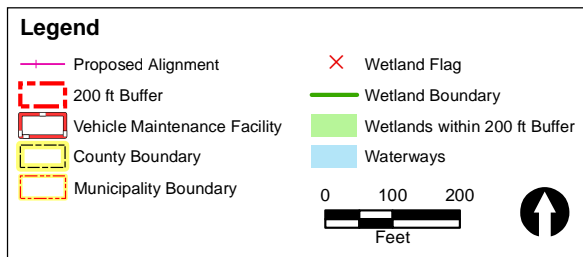 Legend
Proposed Alignment
200 ft Buffer
Vehicle Maintenance Facility
County Boundary
Municipality Boundary
Wetland Flag
Wetland Boundary
Wetlands within 200 ft Buffer
Waterways
0 100 200
Feet